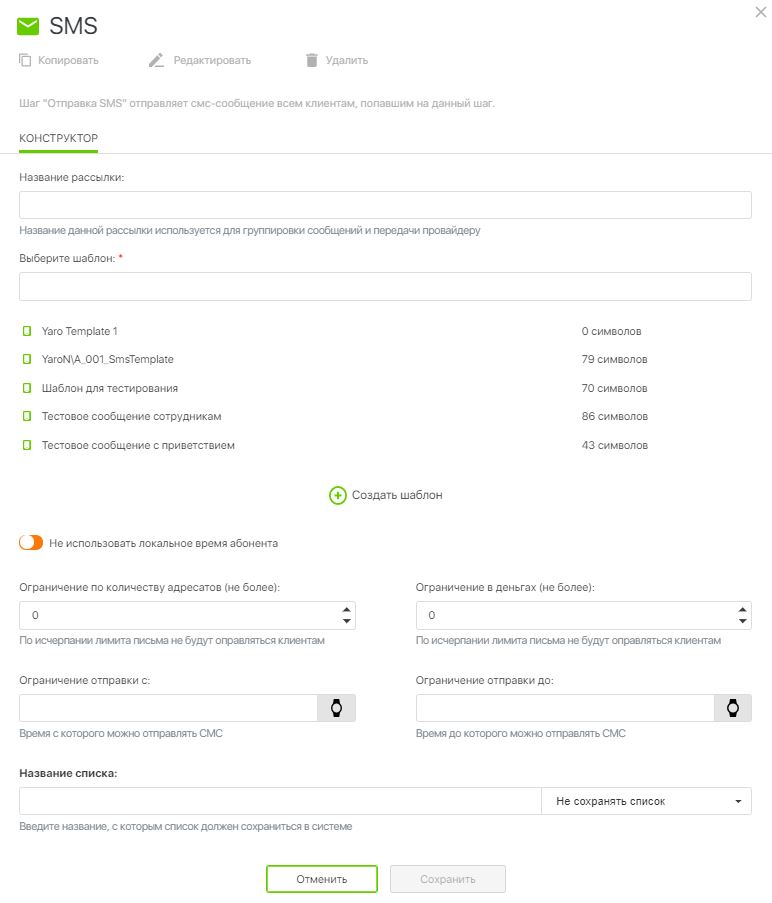 SMS
Копировать Редактировать Удалить
Шаг "Отправка SMS" отправляет смс-сообщение всем клиентам, попавшим на данный шаг.
КОНСТРУКТОР
Название рассылки:
Название данной рассылки используется для группировки сообщений и передачи провайдеру
Выберите шаблон: *
Yaro Template 1 0 символов
YaroN\A_001_SmsTemplate 79 символов
Шаблон для тестирования 70 символов
Тестовое сообщение сотрудникам 86 символов
Тестовое сообщение с приветствием 43 символов
Создать шаблон
Не использовать локальное время абонента
Ограничение по количеству адресатов (не более): Ограничение в деньгах (не более):
0 0
По исчерпании лимита письма не будут оправляться клиентам По исчерпании лимита письма не будут оправляться клиентам
Ограничение отправки с: Ограничение отправки до:
Время с которого можно отправлять СМС Время до которого можно отправлять СМС
Название списка:
Не сохранять список
Введите название, с которым список должен сохраниться в системе
Отменить Сохранить